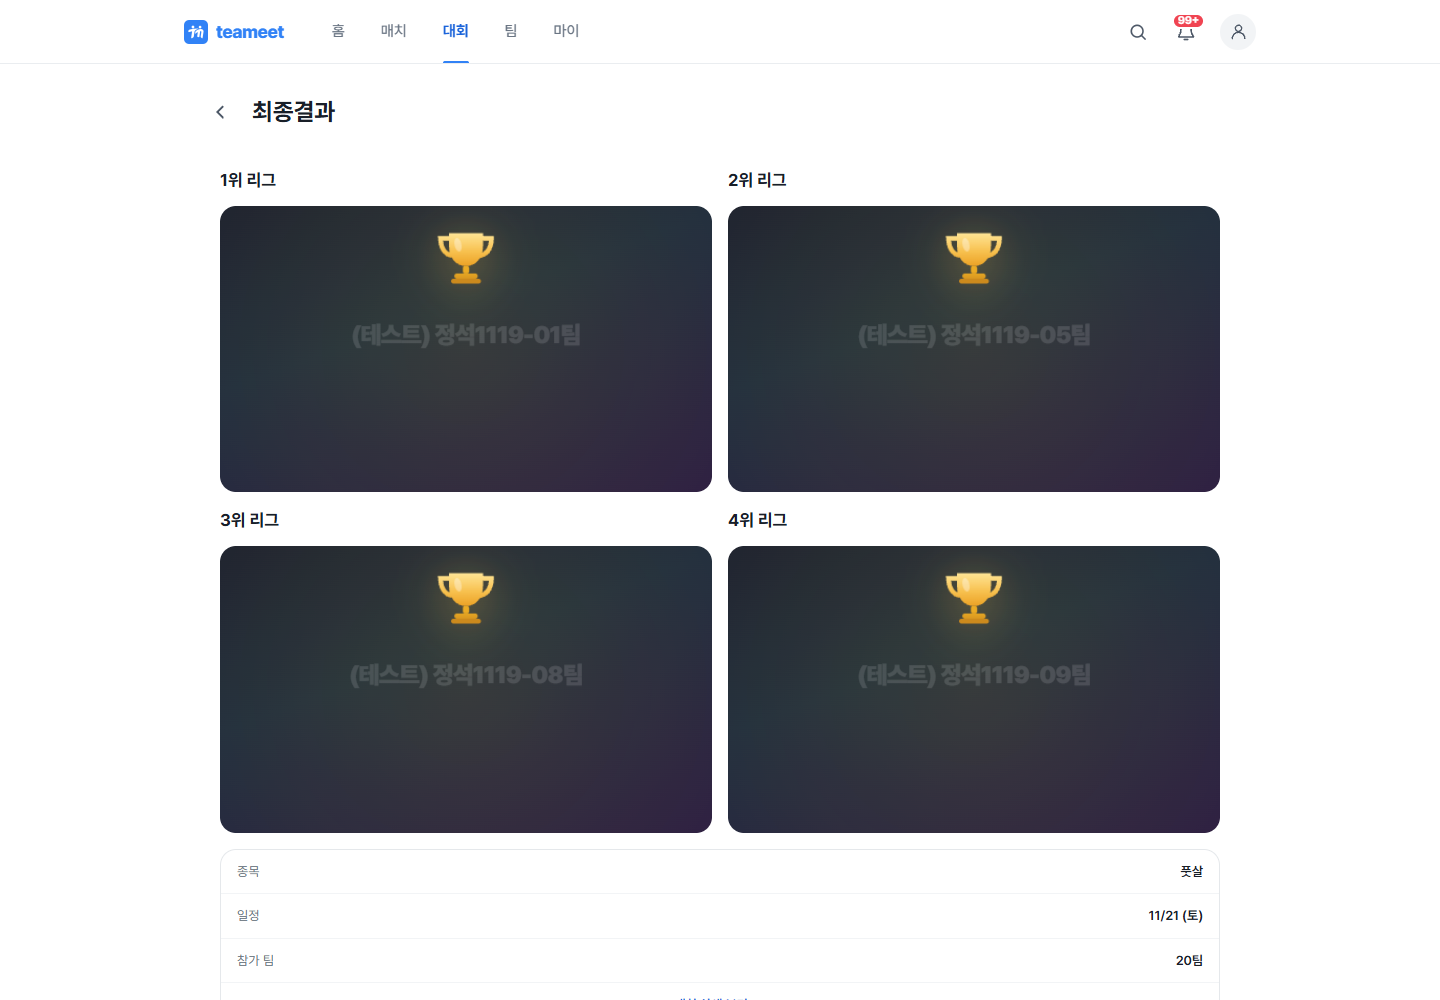 teameet
홈
매치
대회
팀
마이
99+
최종결과
1위 리그
2위 리그
(테스트) 정석1119-01팀
(테스트) 정석1119-05팀
3위 리그
4위 리그
(테스트) 정석1119-08팀
(테스트) 정석1119-09팀
종목
풋살
일정
11/21 (토)
참가 팀
20팀